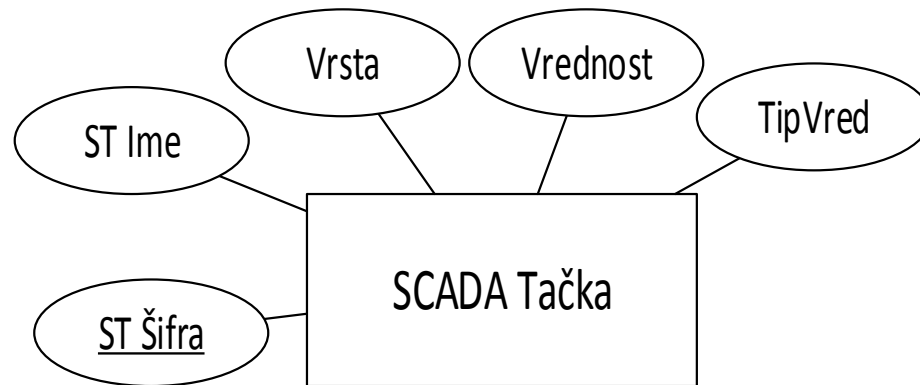 Vrsta
Vrednost
ST Ime
TipVred
SCADA Tačka
ST Šifra